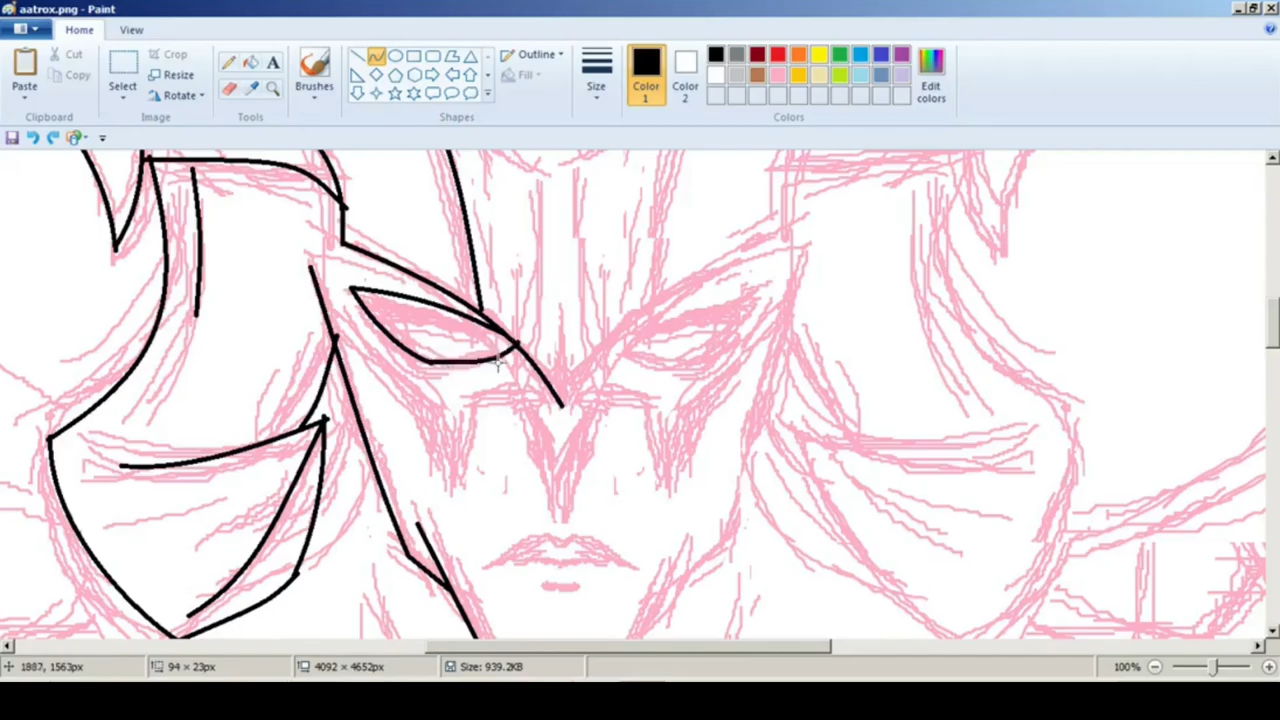 aatrox.png - Paint
Home
View
Paste
Cut
Copy
Clipboard
Select
Crop
Resize
Rotate
Image
A
Tools
Brushes
Outline
Fill
Shapes
Size
Color 1
Color 2
Edit colors
Colors
1887, 1563px
94 × 23px
4092 × 4652px
Size: 939.2KB
100%